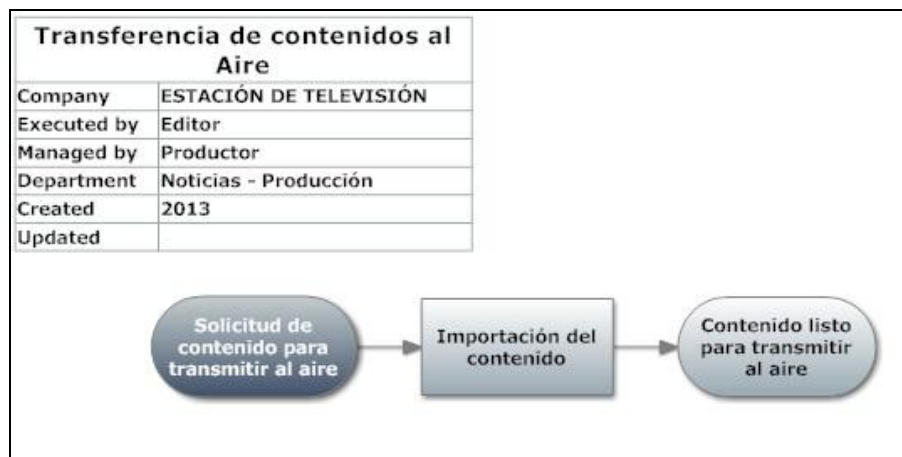 Transferencia de contenidos al
Aire
Company ESTACIÓN DE TELEVISIÓN
Executed by Editor
Managed by Productor
Department Noticias - Producción
Created 2013
Updated
Solicitud de
contenido para
transmitir al aire
Importación del
contenido
Contenido listo
para transmitir
al aire